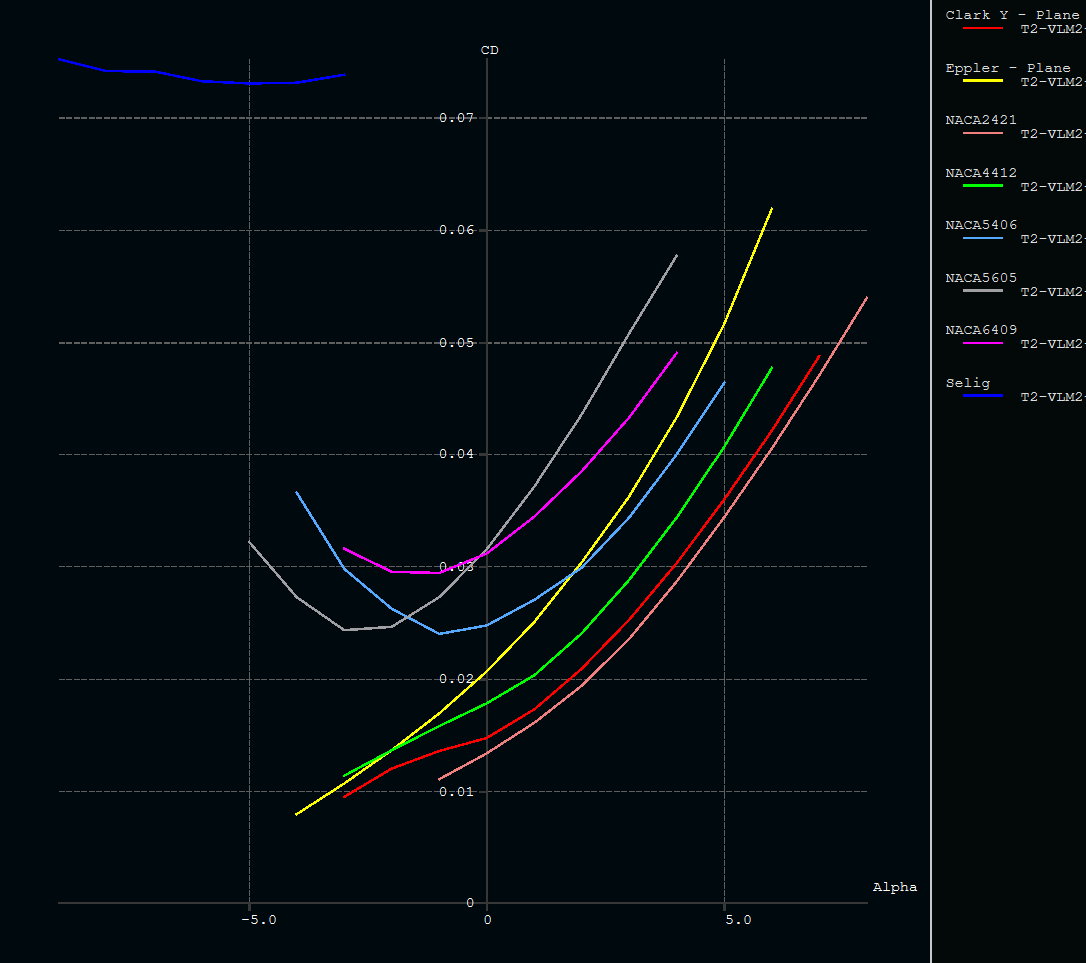 CD
0.07
0.06
0.05
0.04
0.03
0.02
0.01
0
Alpha
-5.0
0
5.0
Clark Y - Plane
T2-VLM2-
Eppler - Plane
T2-VLM2-
NACA2421
T2-VLM2-
NACA4412
T2-VLM2-
NACA5406
T2-VLM2-
NACA5605
T2-VLM2-
NACA6409
T2-VLM2-
Selig
T2-VLM2-